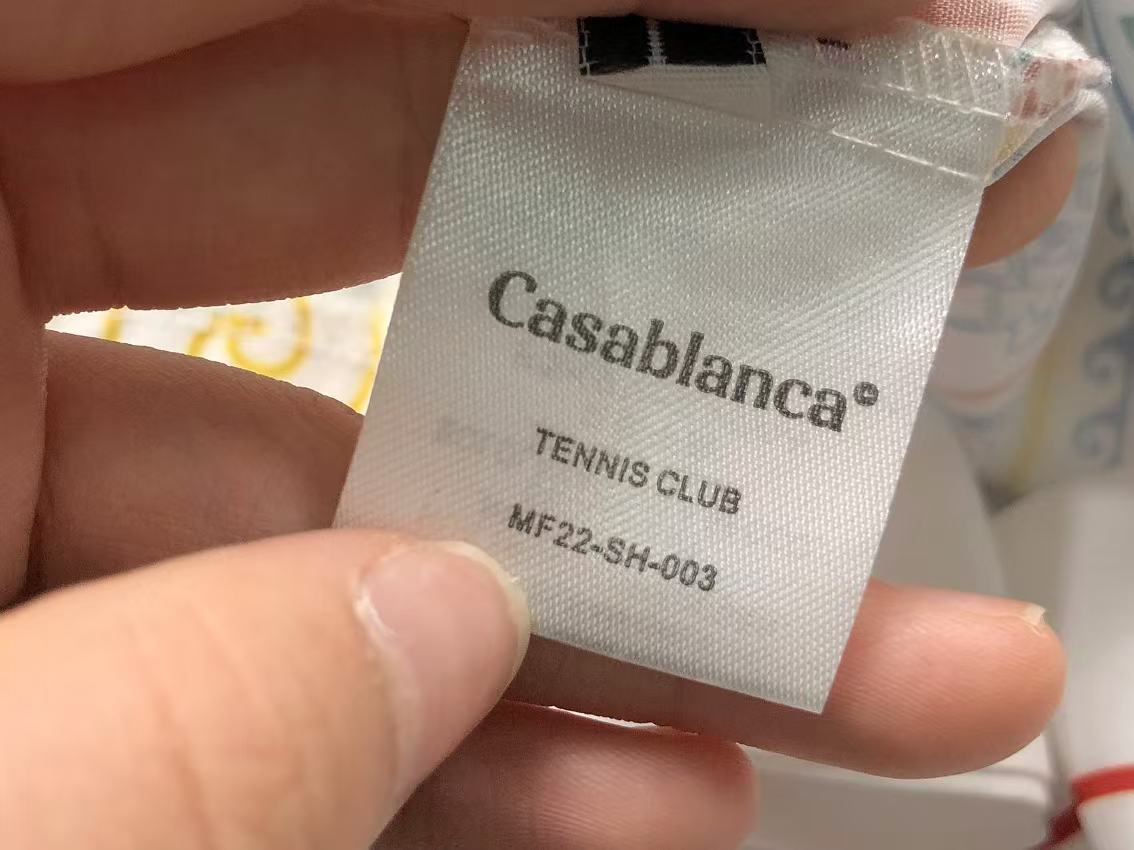 Casablanca©
TENNIS CLUB
MF22-SH-003